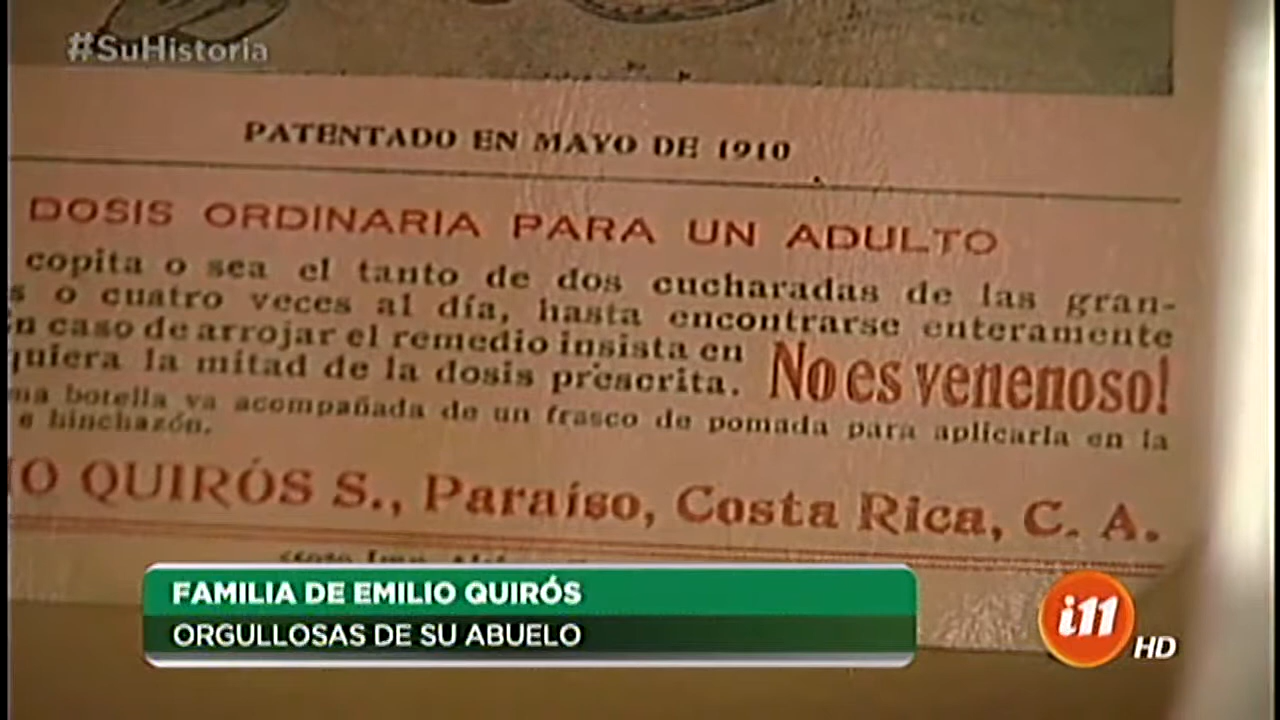 #SuHistoria
PATENTADO EN MAYO DE 1910
DOSIS ORDINARIA PARA UN ADULTO
copita o sea el tanto de dos cucharadas de las gran-
s o cuatro veces al día, hasta encontrarse enteramente
n caso de arrojar el remedio insista en
quiera la mitad de la dosis prescrita. No es venenoso!
na botella va acompañada de un frasco de pomada para aplicarla en la
e hinchazón.
IO QUIRÓS S., Paraíso, Costa Rica, C. A.
FAMILIA DE EMILIO QUIRÓS
ORGULLOSAS DE SU ABUELO
i11
HD